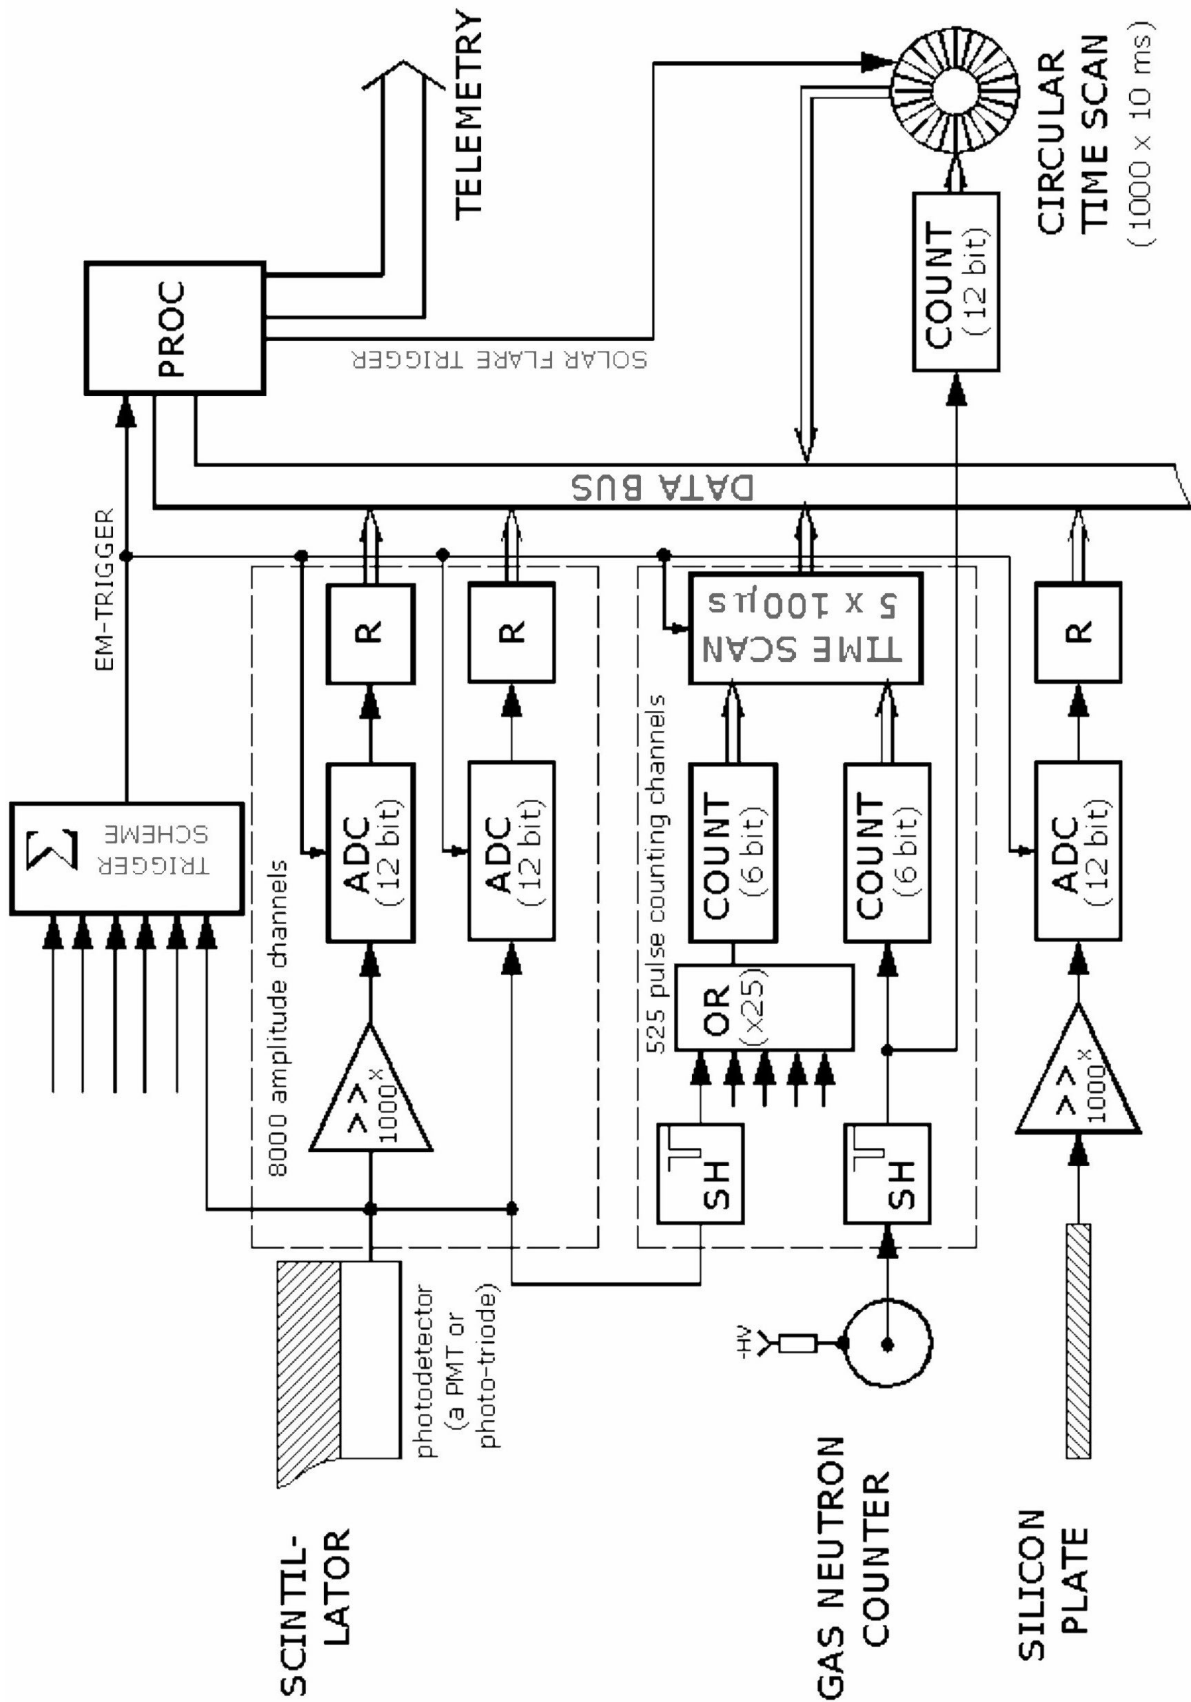 TRIGGER
SCHEME
Σ
EM-TRIGGER
PROC
TELEMETRY
SOLAR FLARE TRIGGER
8000 amplitude channels
>>
1000x
ADC
(12 bit)
R
ADC
(12 bit)
R
DATA BUS
SCINTIL-
LATOR
photodetector
(a PMT or
photo-triode)
525 pulse counting channels
SH
OR
(x25)
COUNT
(6 bit)
TIME SCAN
5 x 100µs
-HV
GAS NEUTRON
COUNTER
SH
COUNT
(6 bit)
COUNT
(12 bit)
CIRCULAR
TIME SCAN
(1000 x 10 ms)
SILICON
PLATE
>>
1000x
ADC
(12 bit)
R